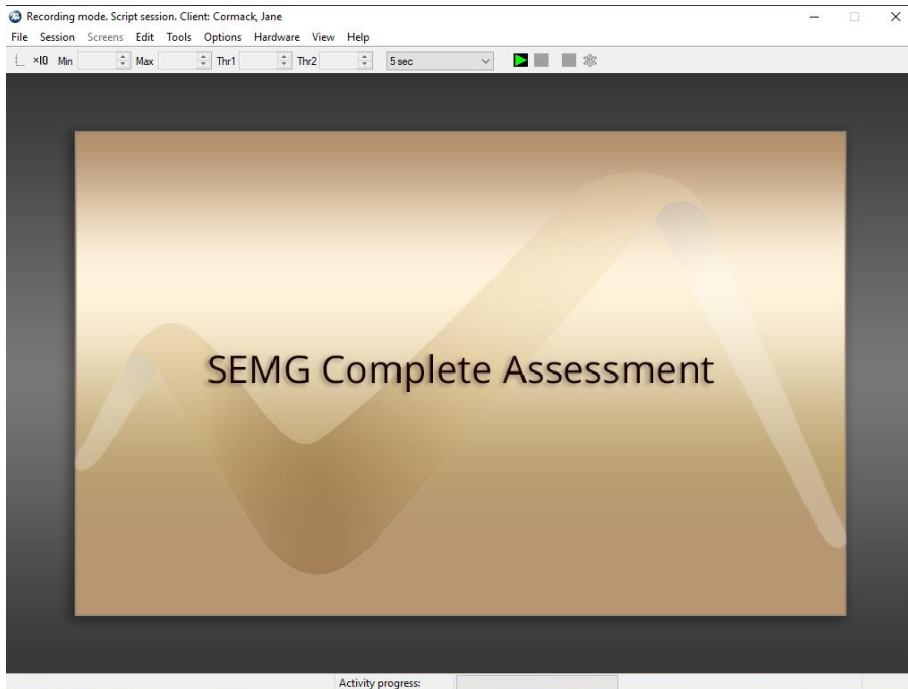 Recording mode. Script session. Client: Cormack, Jane
File Session Screens Edit Tools Options Hardware View Help
×10 Min Max Thr1 Thr2 5 sec
SEMG Complete Assessment
Activity progress: